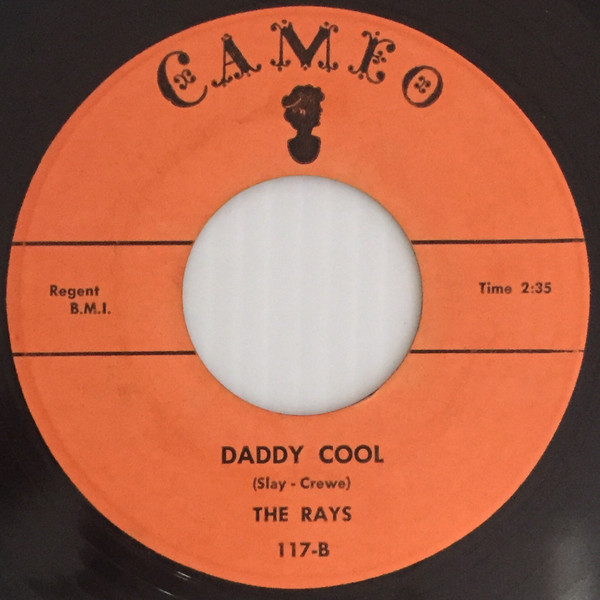 CAMEO
Regent
B.M.I.
Time 2:35
DADDY COOL
(Slay - Crewe)
THE RAYS
117-B